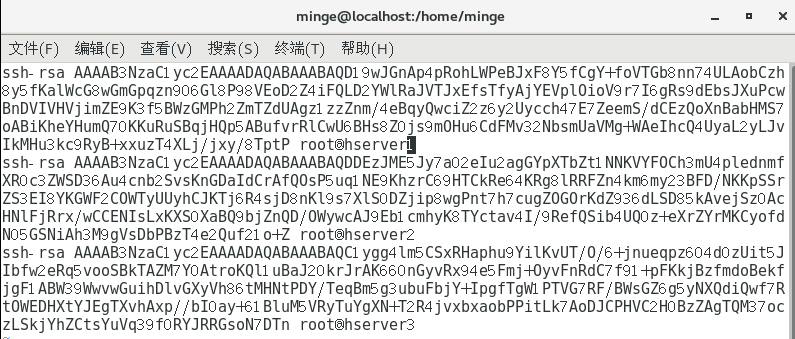 minge@localhost:/home/minge
文件(F) 编辑(E) 查看(V) 搜索(S) 终端(T) 帮助(H)
ssh-rsa AAAAB3NzaC1yc2EAAAADAQABAAABAQD19wJGnAp4pRohLWPeBJxF8Y5fCgY+foVTGb8nn74ULAobCzh
8y5fKalWcG8wGmGpqzn906Gl8P98VEoD2Z4iFQLD2YWlRaJVTJxEfsTfyAjYEVplOioV9r7I6gRs9dEbsJXuPcw
BnDVIVHVjimZE9K3f5BWzGMPh2ZmTZdUAgz1zzZnm/4eBqyQwciZ2z6y2Uycch47E7ZeemS/dCEzQoXnBabHMS7
oABiKheYHumQ70KKuRuSBqjHQp5ABufvrRlCwU6BHs8Z0js9mOHu6CdFMv32NbsmUaVMg+WAeIhcQ4UyaL2yLJv
IkMHu3kc9RyB+xxuzT4XLj/jxy/8TptP root@hserver1
ssh-rsa AAAAB3NzaC1yc2EAAAADAQABAAABAQDDEzJME5Jy7a02eIu2agGYpXTbZt1NNKVYFOCh3mU4plednmf
XR0c3ZWSD36Au4cnb2SvsKnGDaIdCrAfQOsP5uq1NE9KhzrC69HTCkRe64KRg8lRRFZn4km6my23BFD/NKKpSSr
ZS3EI8YKGWF2COWTyUUyhCJKTj6R4sjD8nKl9s7XlS0DZjip8wgPnt7h7cugZOGOrKdZ936dLSD85kAvejSz0Ac
HNlFjRrx/wCCENIsLxKXS0XaBQ9bjZnQD/OWywcAJ9Eb1cmhyK8TYctav4I/9RefQSib4UQ0z+eXrZYrMKCyofd
N05GSNiAh3M9gVsDbPBzT4e2Quf21o+Z root@hserver2
ssh-rsa AAAAB3NzaC1yc2EAAAADAQABAAABAQC1ygg4lm5CSxRHaphu9YilKvUT/O/6+jnueqpz604d0zUit5J
Ibfw2eRq5vooSBkTAZM7Y0AtroKQl1uBaJ20krJrAK660nGyvRx94e5Fmj+OyvFnRdC7f91+pFKkjBzfmdoBekf
jgF1ABW39WwvwGuihDlvGXyVh86tMHNtPDY/TeqBm5g3ubuFbjY+IpgfTgW1PTVG7RF/BWsGZ6g5yNXQdiQwf7R
tOWEDHXtYJEgTXvhAxp//bI0ay+61BluM5VRyTuYgXN+T2R4jvxbxaobPPitLk7AoDJCPHVC2H0BzZAgTQM37oc
zLSkjYhZCtsYuVq39f0RYJRRGsoN7DTn root@hserver3
~